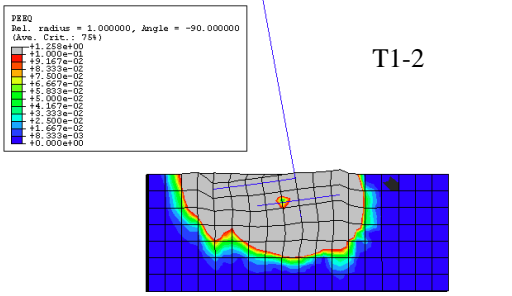 PEEQ
Rel. radius = 1.000000, Angle = -90.000000
(Ave. Crit.: 75%)
+1.258e+00
+1.000e-01
+9.167e-02
+8.333e-02
+7.500e-02
+6.667e-02
+5.833e-02
+5.000e-02
+4.167e-02
+3.333e-02
+2.500e-02
+1.667e-02
+8.333e-03
+0.000e+00
T1-2